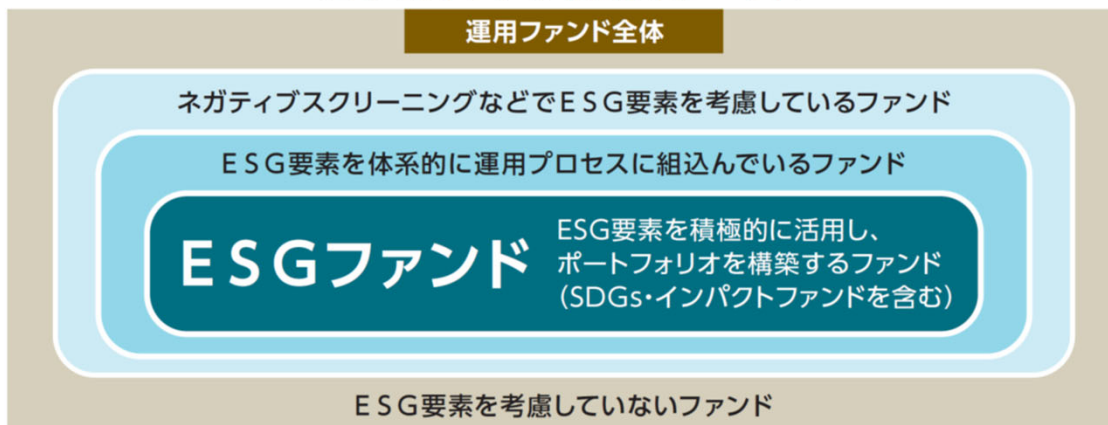 運用ファンド全体
ネガティブスクリーニングなどでＥＳＧ要素を考慮しているファンド
ＥＳＧ要素を体系的に運用プロセスに組込んでいるファンド
ＥＳＧファンド
ESG要素を積極的に活用し、
ポートフォリオを構築するファンド
（SDGs・インパクトファンドを含む）
ＥＳＧ要素を考慮していないファンド